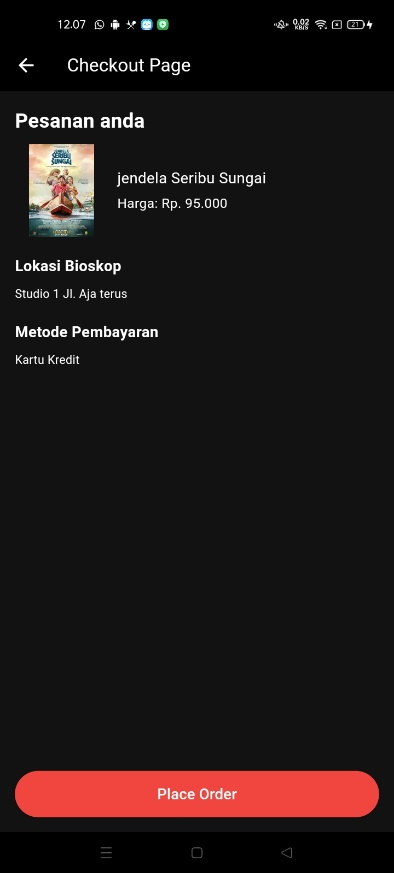 12.07
0.02
KB/S
21
Checkout Page
Pesanan anda
JENDELA
SERIBU
SUNGAI
jendela Seribu Sungai
Harga: Rp. 95.000
Lokasi Bioskop
Studio 1 Jl. Aja terus
Metode Pembayaran
Kartu Kredit
Place Order